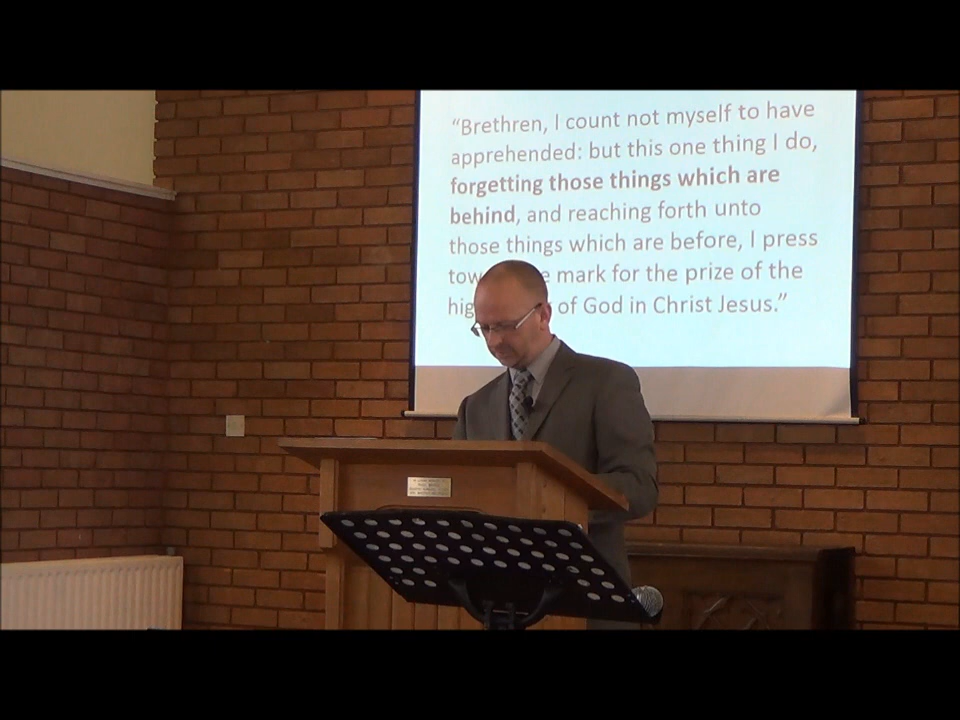 “Brethren, I count not myself to have
apprehended: but this one thing I do,
forgetting those things which are
behind, and reaching forth unto
those things which are before, I press
mark for the prize of the
of God in Christ Jesus.”